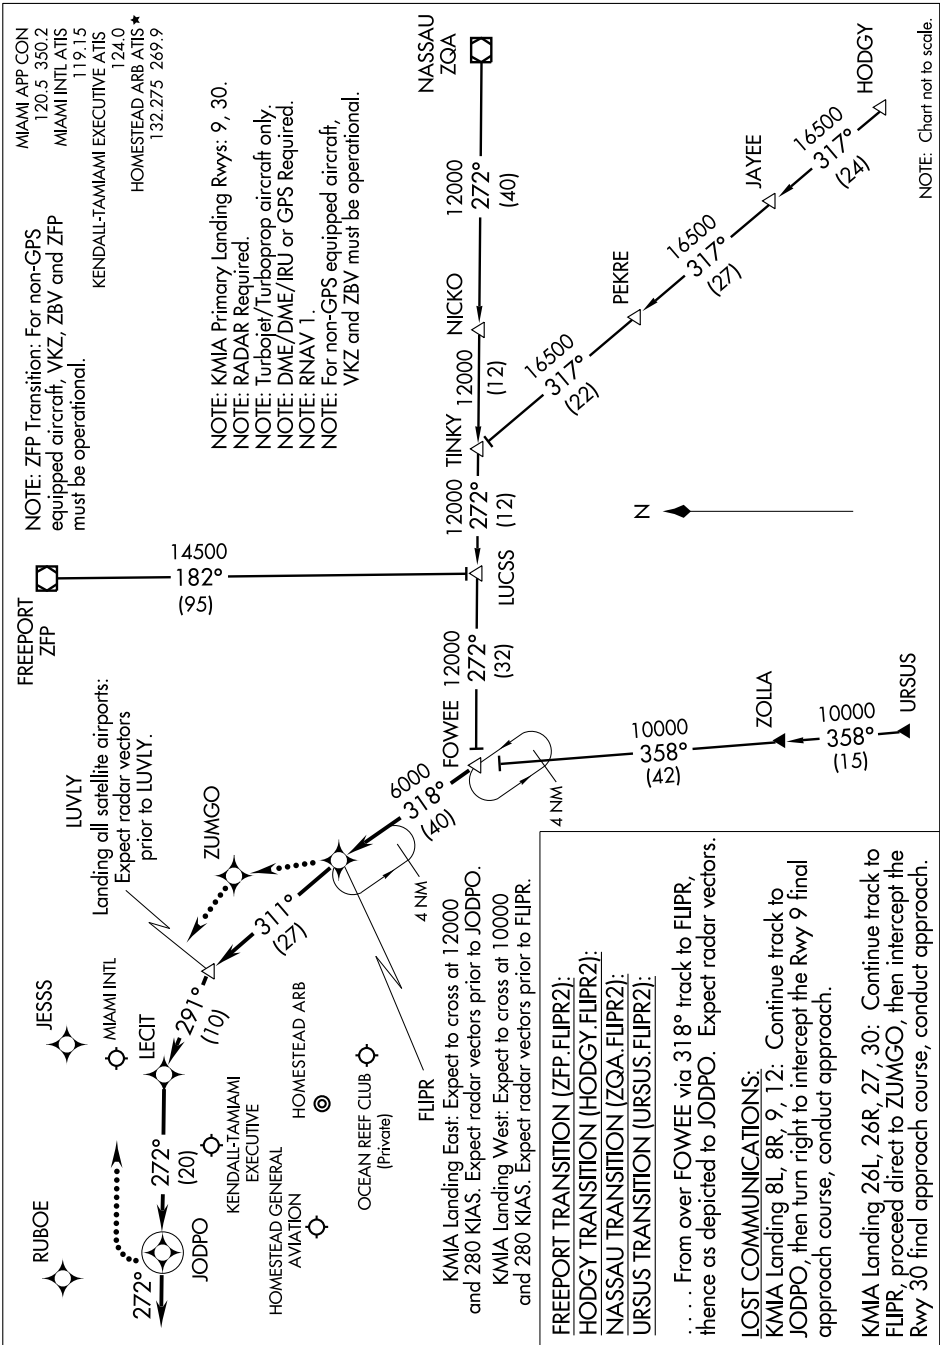 MIAMI APP CON
120.5 350.2
MIAMI INTL ATIS
119.15
KENDALL-TAMIAMI EXECUTIVE ATIS
124.0
HOMESTEAD ARB ATIS★
132.275 269.9
NOTE: ZFP Transition: For non-GPS
equipped aircraft, VKZ, ZBV and ZFP
must be operational.
NOTE: KMIA Primary Landing Rwys: 9, 30.
NOTE: RADAR Required.
NOTE: Turbojet/Turboprop aircraft only.
NOTE: DME/DME/IRU or GPS Required.
NOTE: RNAV 1.
NOTE: For non-GPS equipped aircraft,
VKZ and ZBV must be operational.
FREEPORT
ZFP
14500
182°
(95)
LUVLY
Landing all satellite airports:
Expect radar vectors
prior to LUVLY.
JESSS
MIAMI INTL
RUBOE
272°
JODPO
272°
(20)
LECIT
291°
(10)
ZUMGO
311°
(27)
KENDALL-TAMIAMI
EXECUTIVE
HOMESTEAD GENERAL
AVIATION
HOMESTEAD ARB
OCEAN REEF CLUB
(Private)
FLIPR
4 NM
6000
318°
(40)
FOWEE
4 NM
12000
272°
(32)
LUCSS
12000
272°
(12)
TINKY
12000
(12)
NICKO
12000
272°
(40)
NASSAU
ZQA
16500
317°
(22)
PEKRE
16500
317°
(27)
JAYEE
16500
317°
(24)
HODGY
N
10000
358°
(42)
ZOLLA
10000
358°
(15)
URSUS
NOTE: Chart not to scale.
KMIA Landing East: Expect to cross at 12000
and 280 KIAS. Expect radar vectors prior to JODPO.
KMIA Landing West: Expect to cross at 10000
and 280 KIAS. Expect radar vectors prior to FLIPR.
FREEPORT TRANSITION (ZFP.FLIPR2):
HODGY TRANSITION (HODGY.FLIPR2):
NASSAU TRANSITION (ZQA.FLIPR2):
URSUS TRANSITION (URSUS.FLIPR2):
. . . . From over FOWEE via 318° track to FLIPR,
thence as depicted to JODPO. Expect radar vectors.
LOST COMMUNICATIONS:
KMIA Landing 8L, 8R, 9, 12: Continue track to
JODPO, then turn right to intercept the Rwy 9 final
approach course, conduct approach.
KMIA Landing 26L, 26R, 27, 30: Continue track to
FLIPR, proceed direct to ZUMGO, then intercept the
Rwy 30 final approach course, conduct approach.